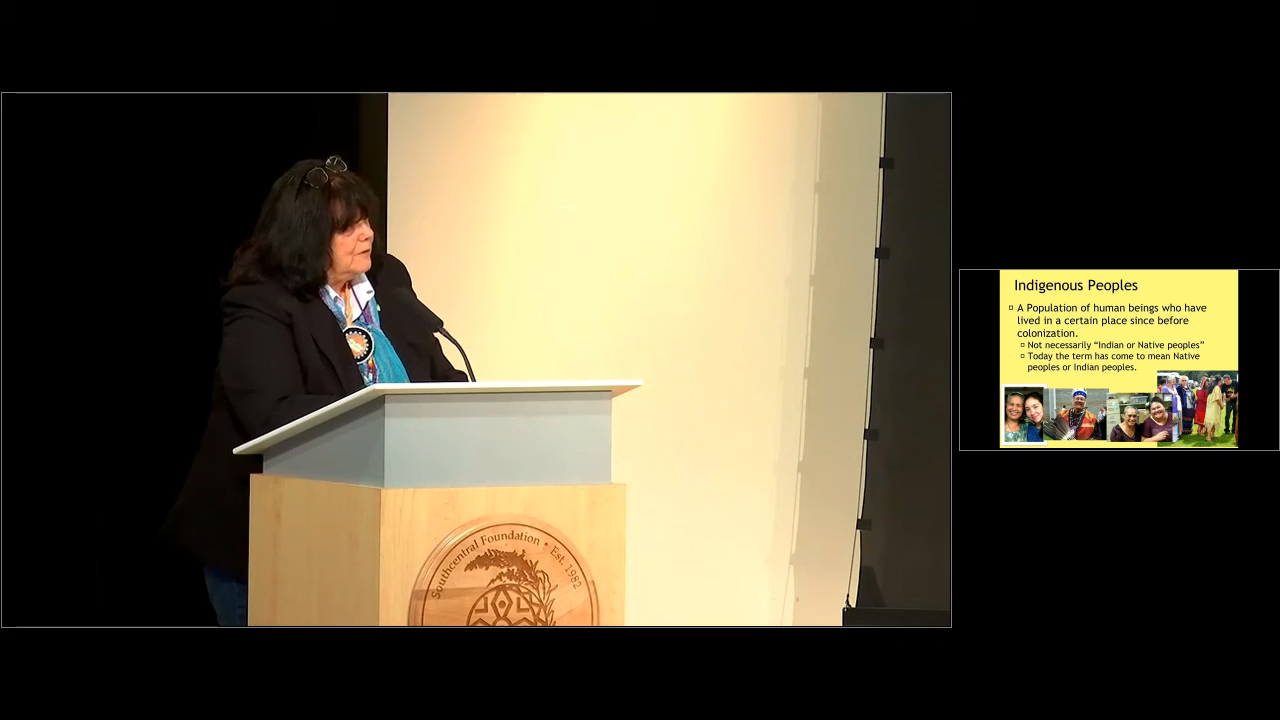 Southcentral Foundation • Est. 1982
Indigenous Peoples
A Population of human beings who have
lived in a certain place since before
colonization.
Not necessarily “Indian or Native peoples”
Today the term has come to mean Native
peoples or Indian peoples.